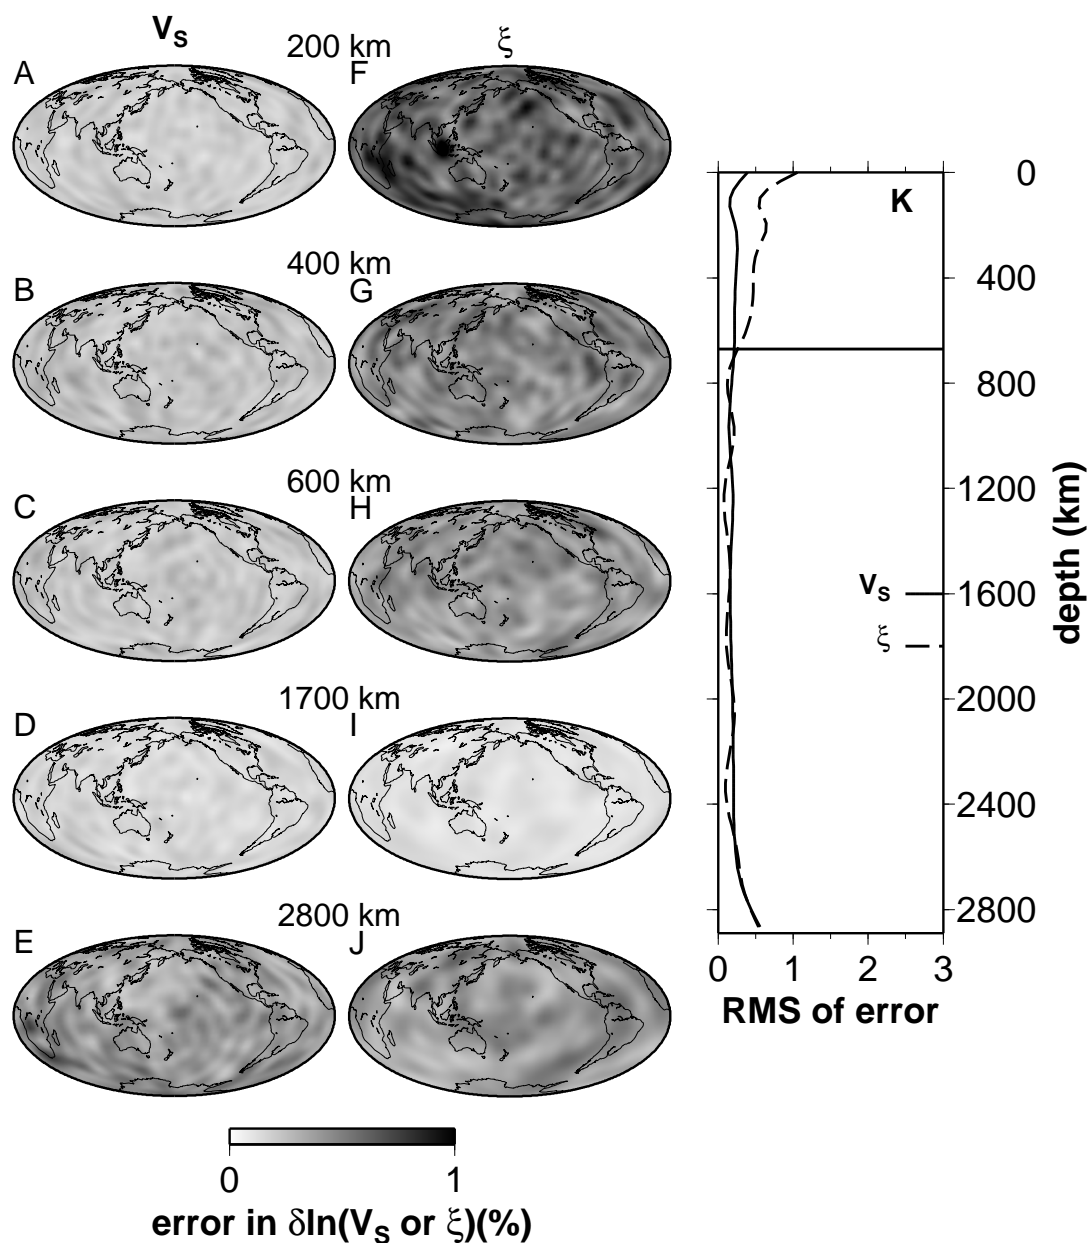 V_S 200 km ξ
A F
400 km
B G
600 km
C H
1700 km
D I
2800 km
E J
0 1
error in δln(V_S or ξ)(%)
K
0
400
800
1200
1600
2000
2400
2800
depth (km)
V_S
ξ
0 1 2 3
RMS of error